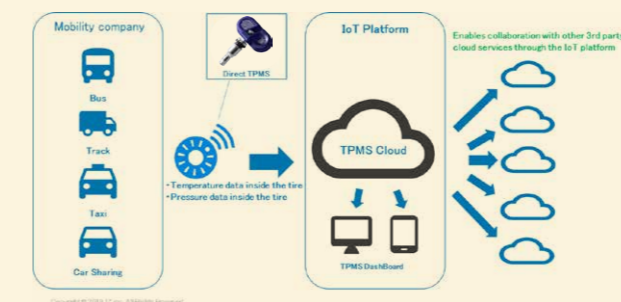 Mobility company
Bus
Track
Taxi
Car Sharing
Direct TPMS
・Temperature data inside the tire
・Pressure data inside the tire
IoT Platform
TPMS Cloud
TPMS DashBoard
Enables collaboration with other 3rd party
cloud services through the IoT platform